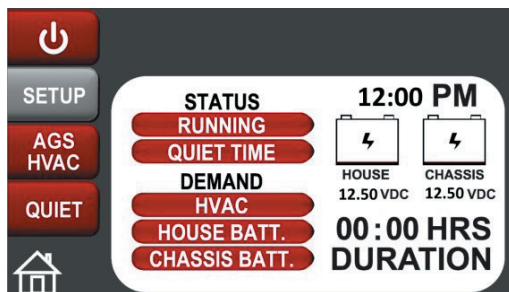 SETUP
AGS
HVAC
QUIET
STATUS
RUNNING
QUIET TIME
DEMAND
HVAC
HOUSE BATT.
CHASSIS BATT.
12:00 PM
HOUSE
12.50 VDC
CHASSIS
12.50 VDC
00:00 HRS
DURATION